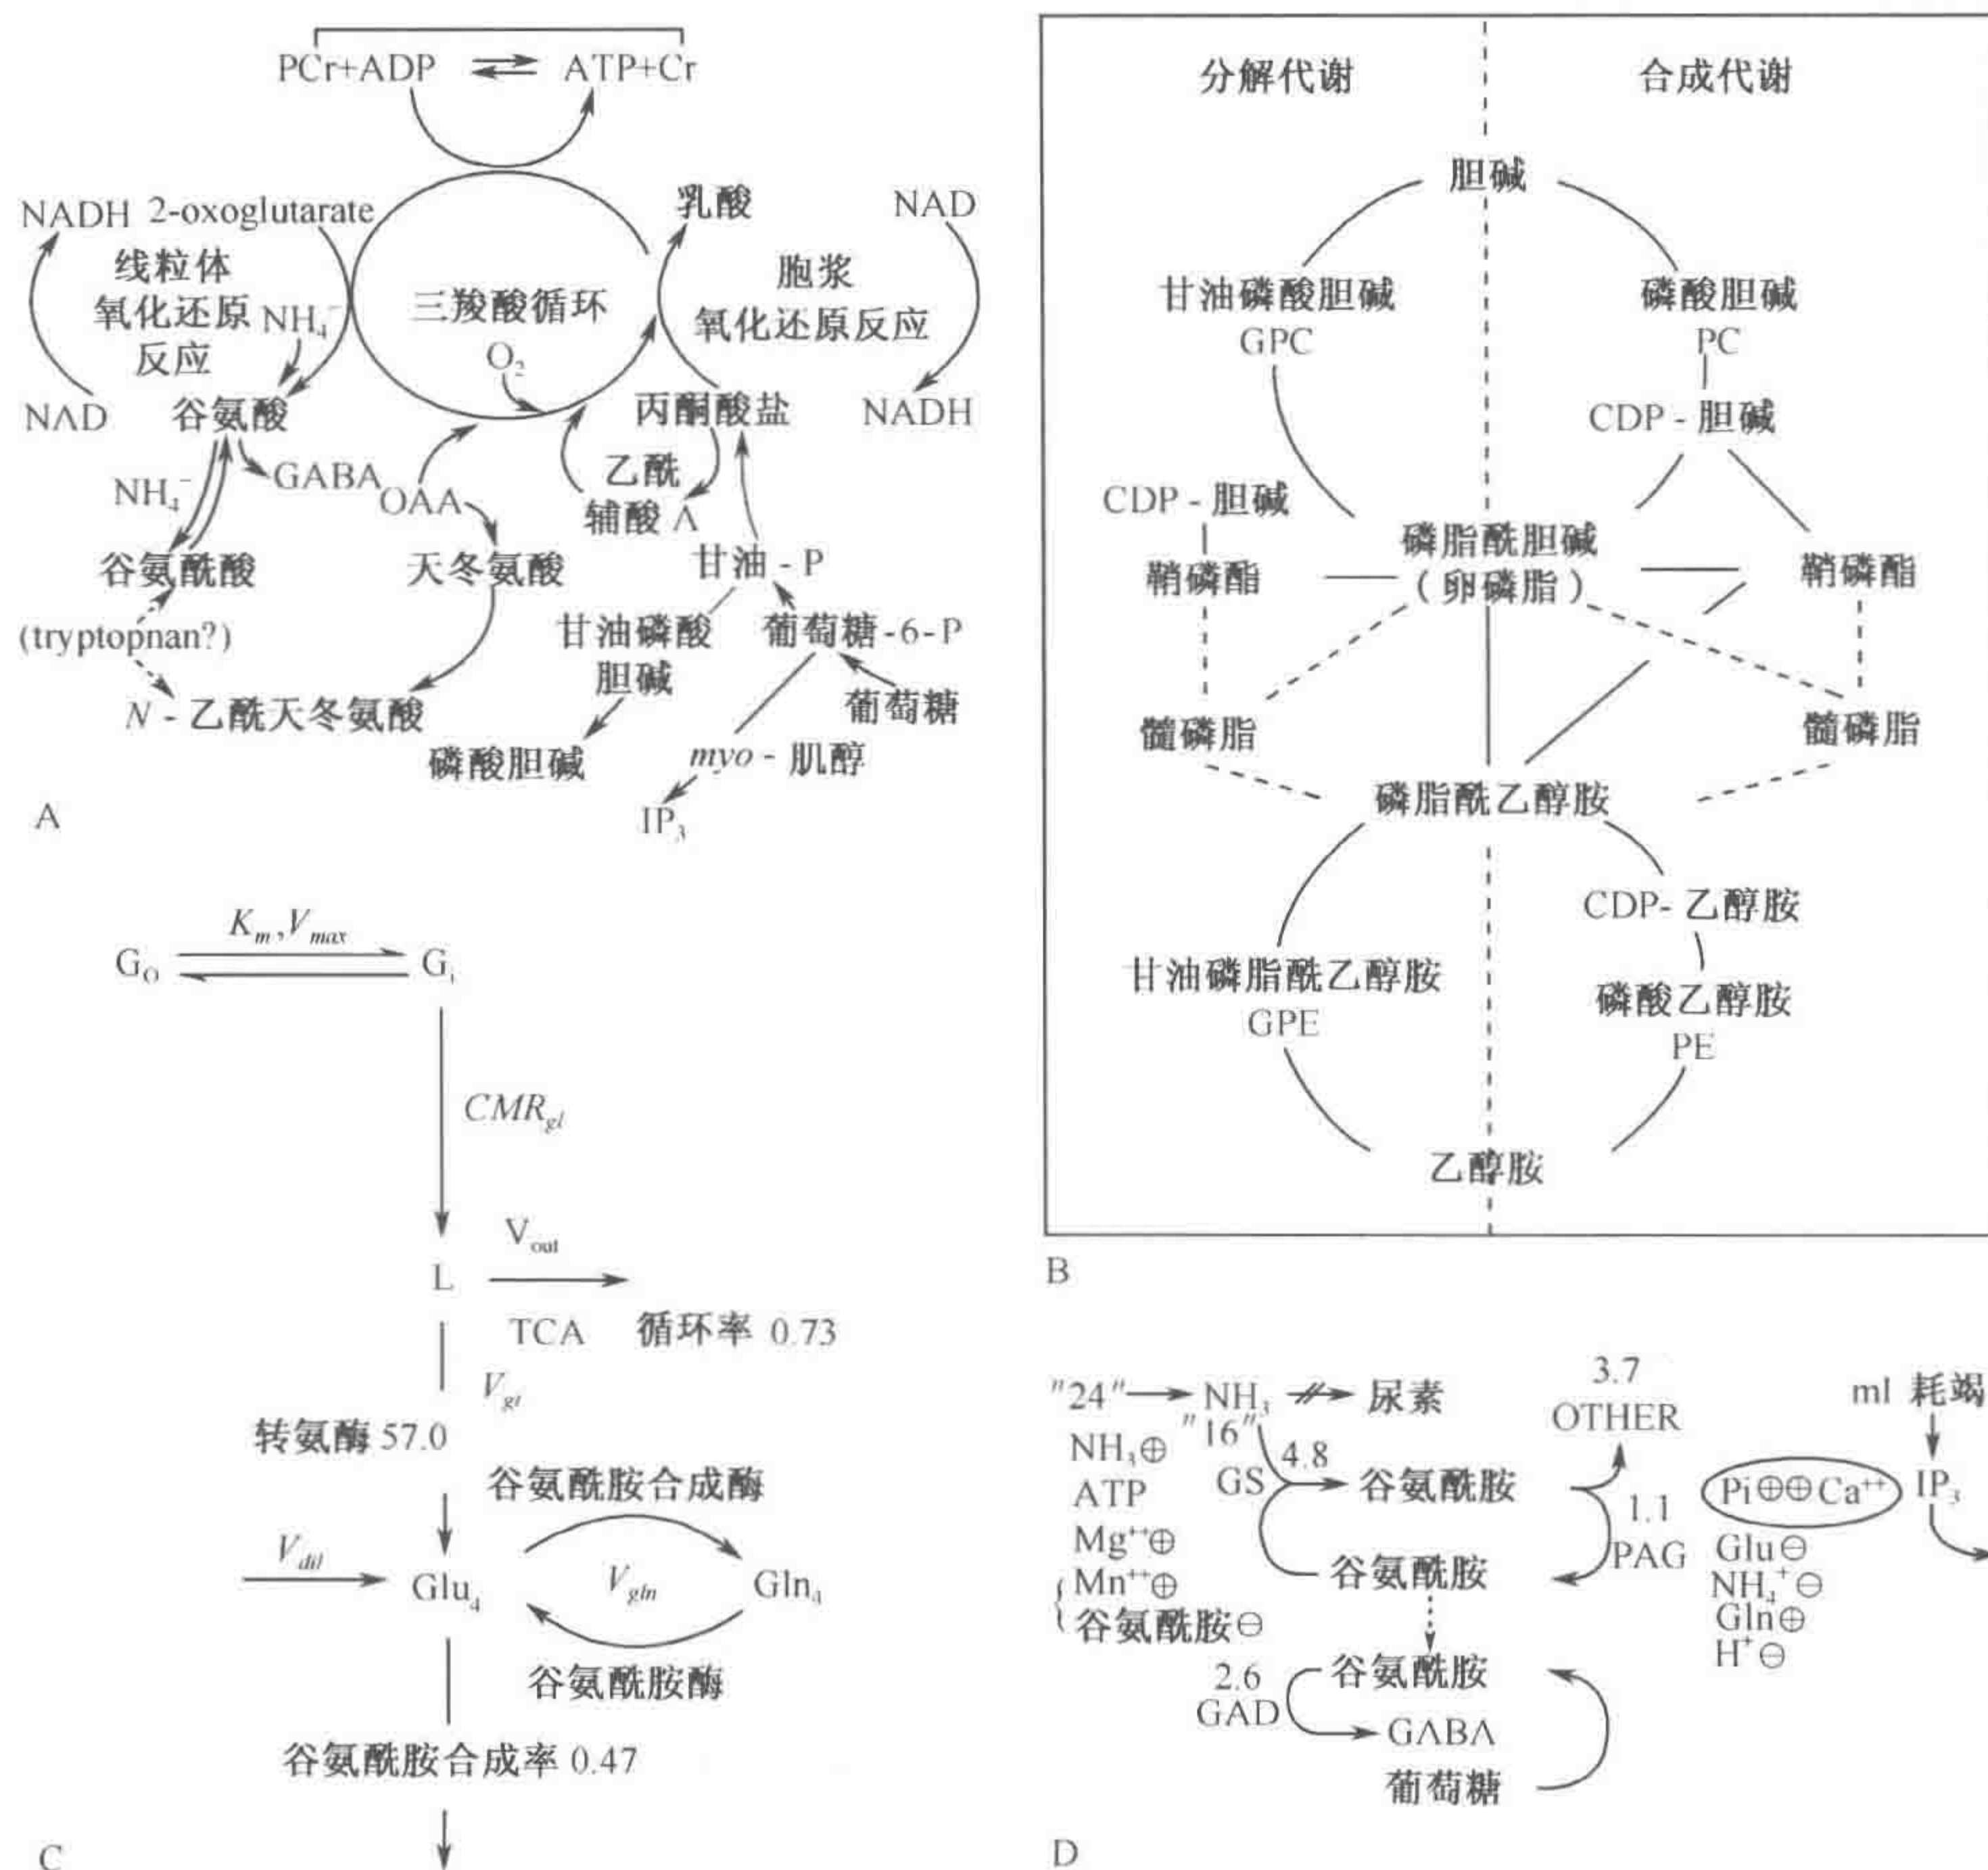 PCr+ADP ATP+Cr
NADH 2-oxoglutarate
线粒体
氧化还原
反应
NH₄⁻
NAD
谷氨酸
三羧酸循环
O₂
乳酸
NAD
胞浆
氧化还原反应
丙酮酸盐
NADH
NH₄⁻
GABA
OAA
乙酰
辅酸 A
谷氨酰酸
天冬氨酸
甘油 - P
(tryptopnan?)
甘油磷酸
胆碱
葡萄糖-6-P
葡萄糖
N - 乙酰天冬氨酸
磷酸胆碱
myo - 肌醇
IP₃
A
分解代谢
合成代谢
胆碱
甘油磷酸胆碱
GPC
磷酸胆碱
PC
CDP - 胆碱
CDP - 胆碱
鞘磷酯
磷脂酰胆碱
(卵磷脂)
鞘磷酯
髓磷脂
髓磷脂
磷脂酰乙醇胺
CDP- 乙醇胺
甘油磷脂酰乙醇胺
GPE
磷酸乙醇胺
PE
乙醇胺
B
Kₘ,Vₘₐₓ
G₀ Gᵢ
CMRgl
L
Vout
TCA 循环率 0.73
Vgt
转氨酶 57.0
谷氨酰胺合成酶
Vdil
Glu₄
Vgln
Gln₄
谷氨酰胺酶
谷氨酰胺合成率 0.47
C
"24" NH₃ 尿素
"16"
NH₃⊕
ATP
Mg⁺⁺⊕
Mn⁺⁺⊕
谷氨酰胺⊖
GS
4.8
谷氨酰胺
3.7
OTHER
1.1
PAG
谷氨酰胺
谷氨酰胺
2.6
GAD
GABA
葡萄糖
ml 耗竭
Pi⊕⊕Ca⁺⁺
IP₃
Glu⊖
NH₄⁺⊖
Gln⊕
H⁺⊖
D